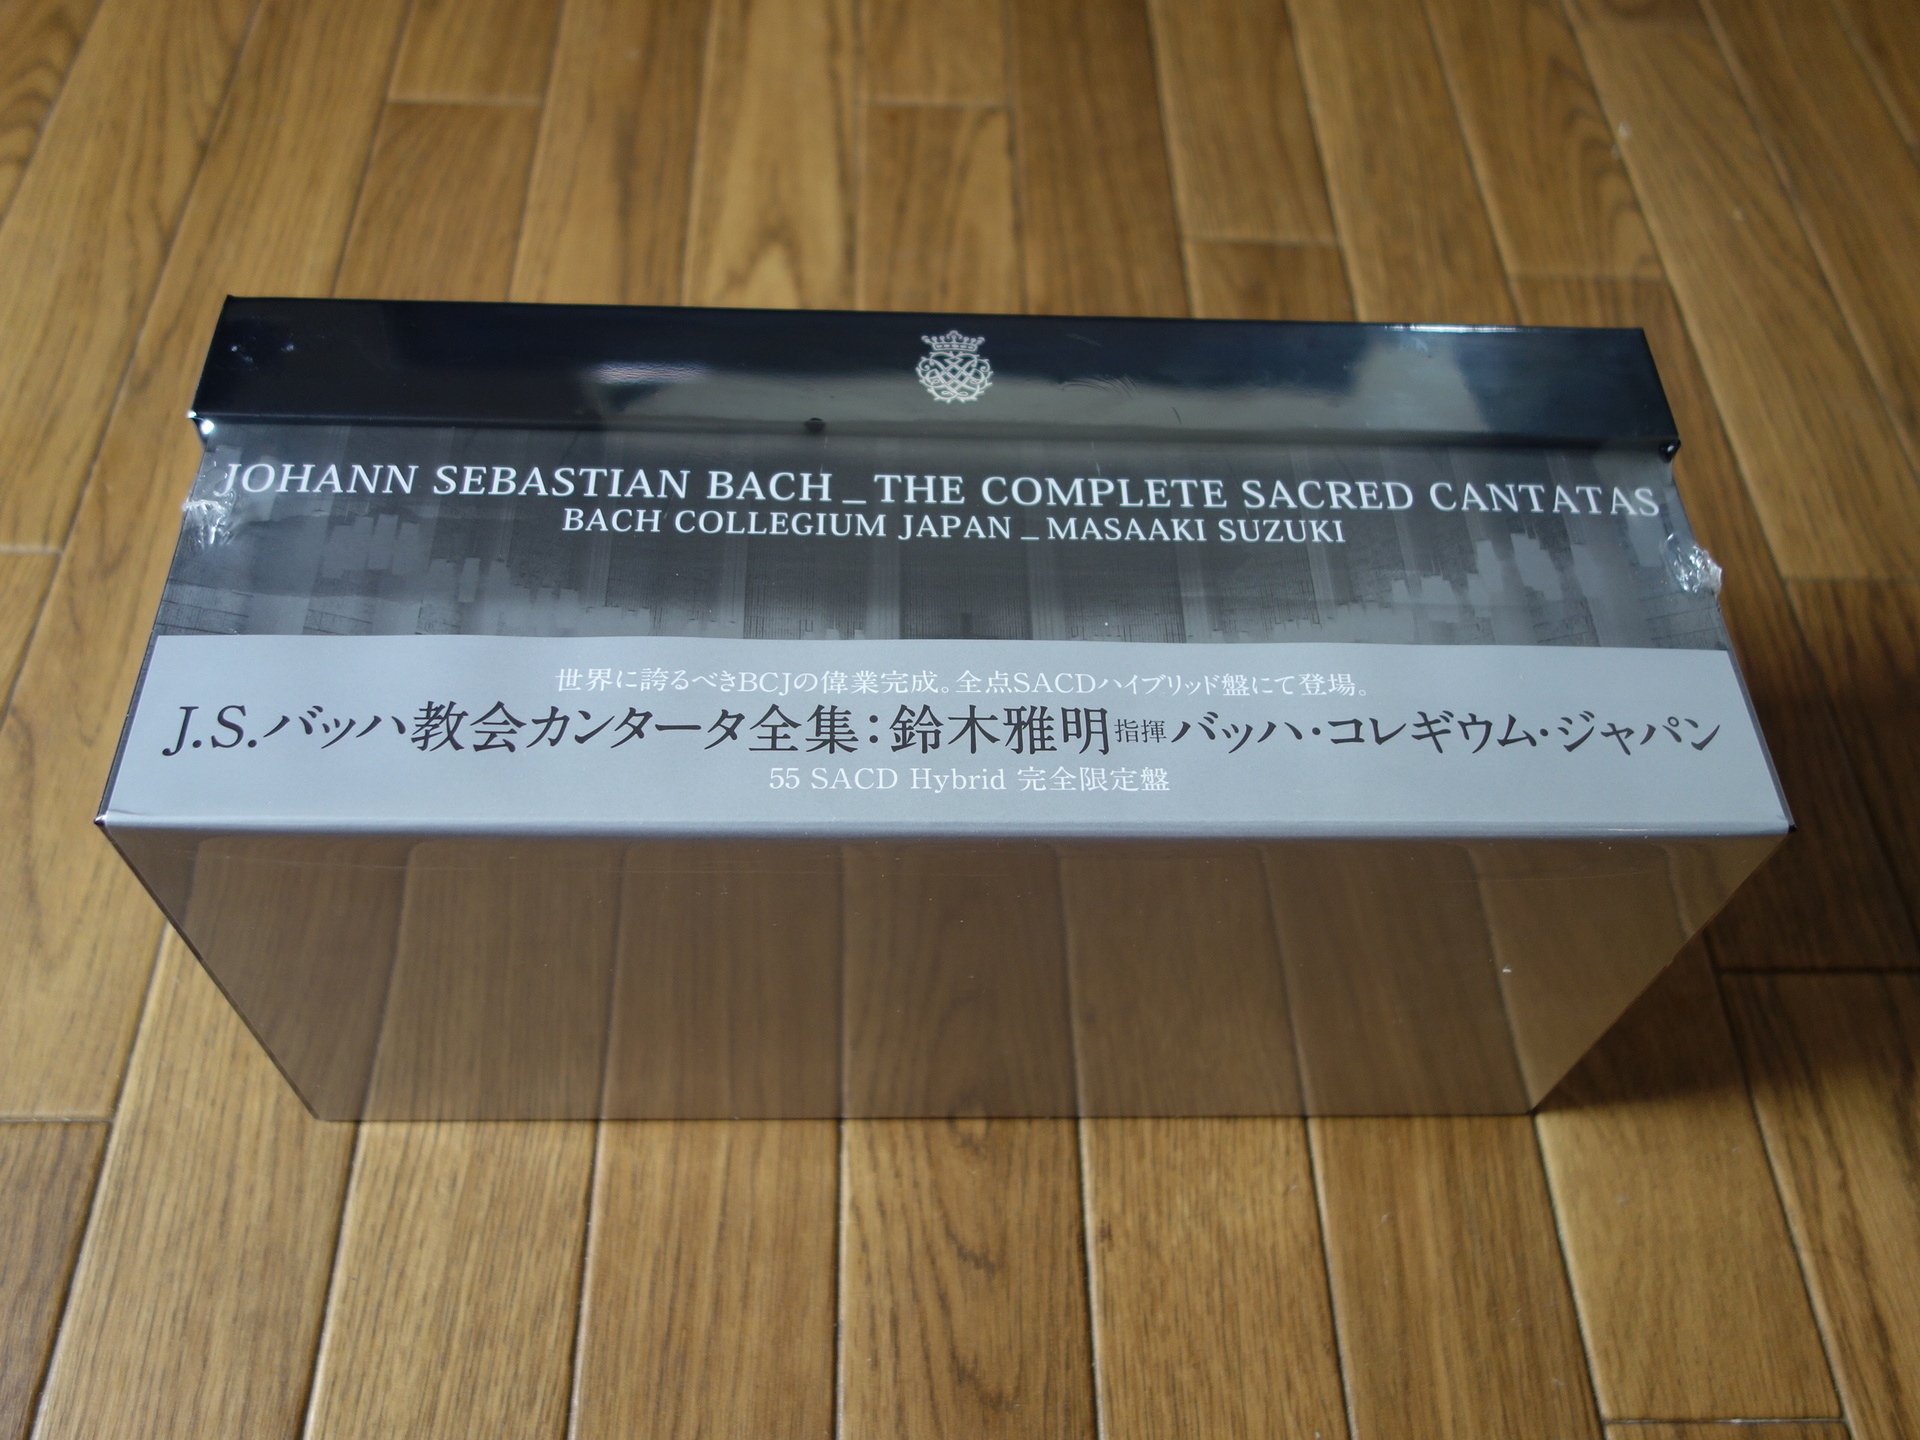 JOHANN SEBASTIAN BACH_THE COMPLETE SACRED CANTATAS
BACH COLLEGIUM JAPAN_MASAAKI SUZUKI
世界に誇るべきBCJの偉業完成。全点SACDハイブリッド盤にて登場。
J.S.バッハ教会カンタータ全集:鈴木雅明指揮バッハ・コレギウム・ジャパン
55 SACD Hybrid 完全限定盤